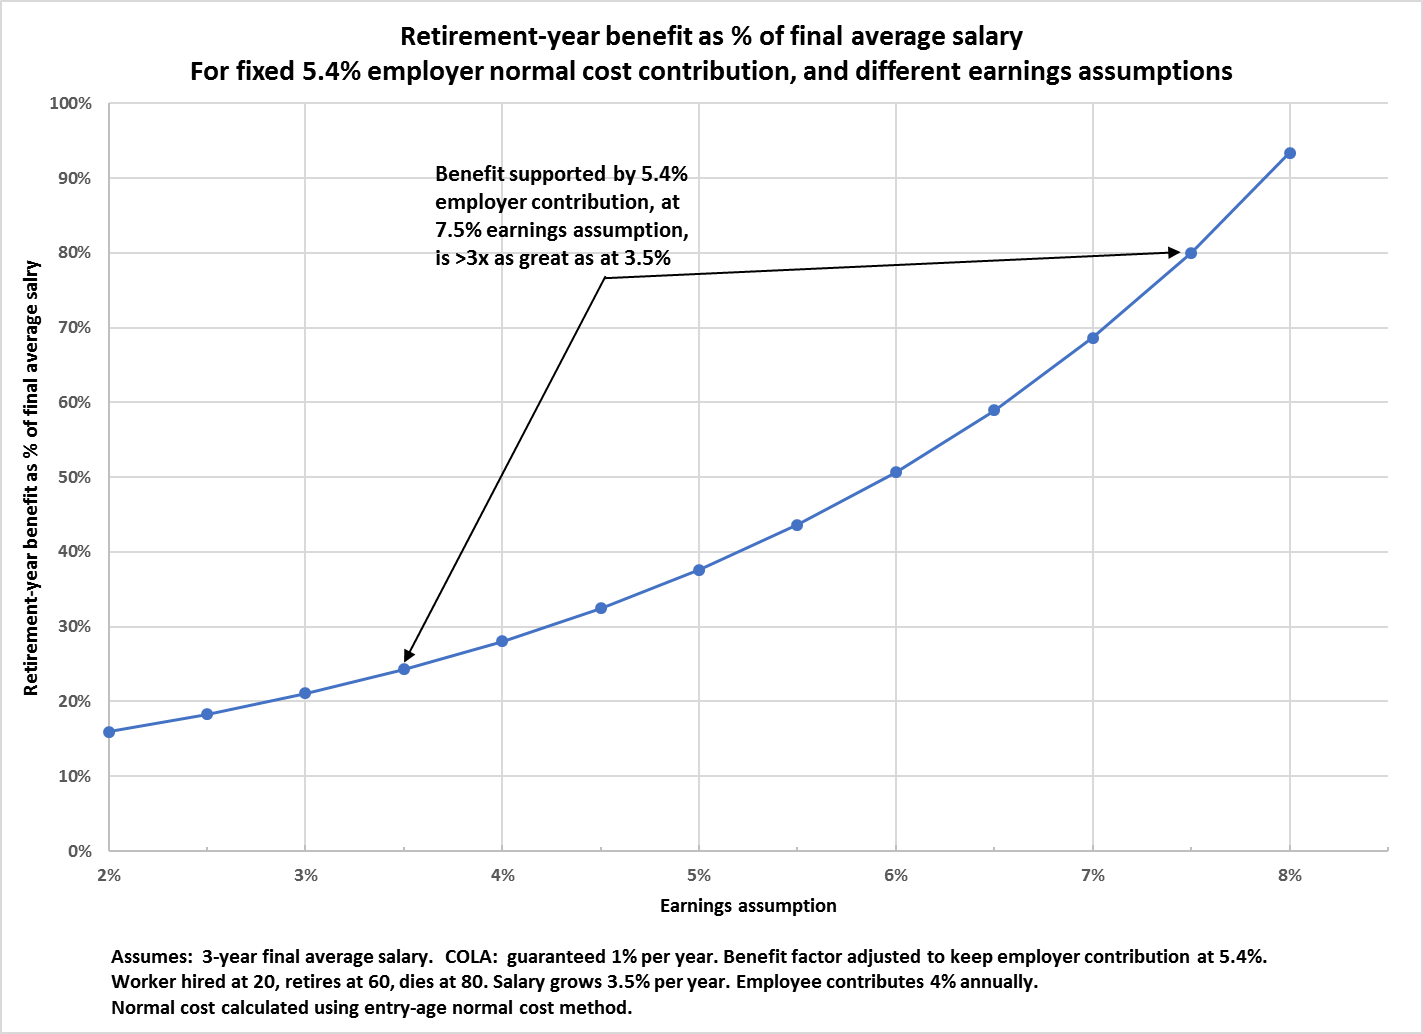 Retirement-year benefit as % of final average salary
For fixed 5.4% employer normal cost contribution, and different earnings assumptions
100%
90%
80%
70%
60%
50%
40%
30%
20%
10%
0%
Retirement-year benefit as % of final average salry
Benefit supported by 5.4%
employer contribution, at
7.5% earnings assumption,
is >3x as great as at 3.5%
2%
3%
4%
5%
6%
7%
8%
Earnings assumption
Assumes: 3-year final average salary. COLA: guaranteed 1% per year. Benefit factor adjusted to keep employer contribution at 5.4%.
Worker hired at 20, retires at 60, dies at 80. Salary grows 3.5% per year. Employee contributes 4% annually.
Normal cost calculated using entry-age normal cost method.